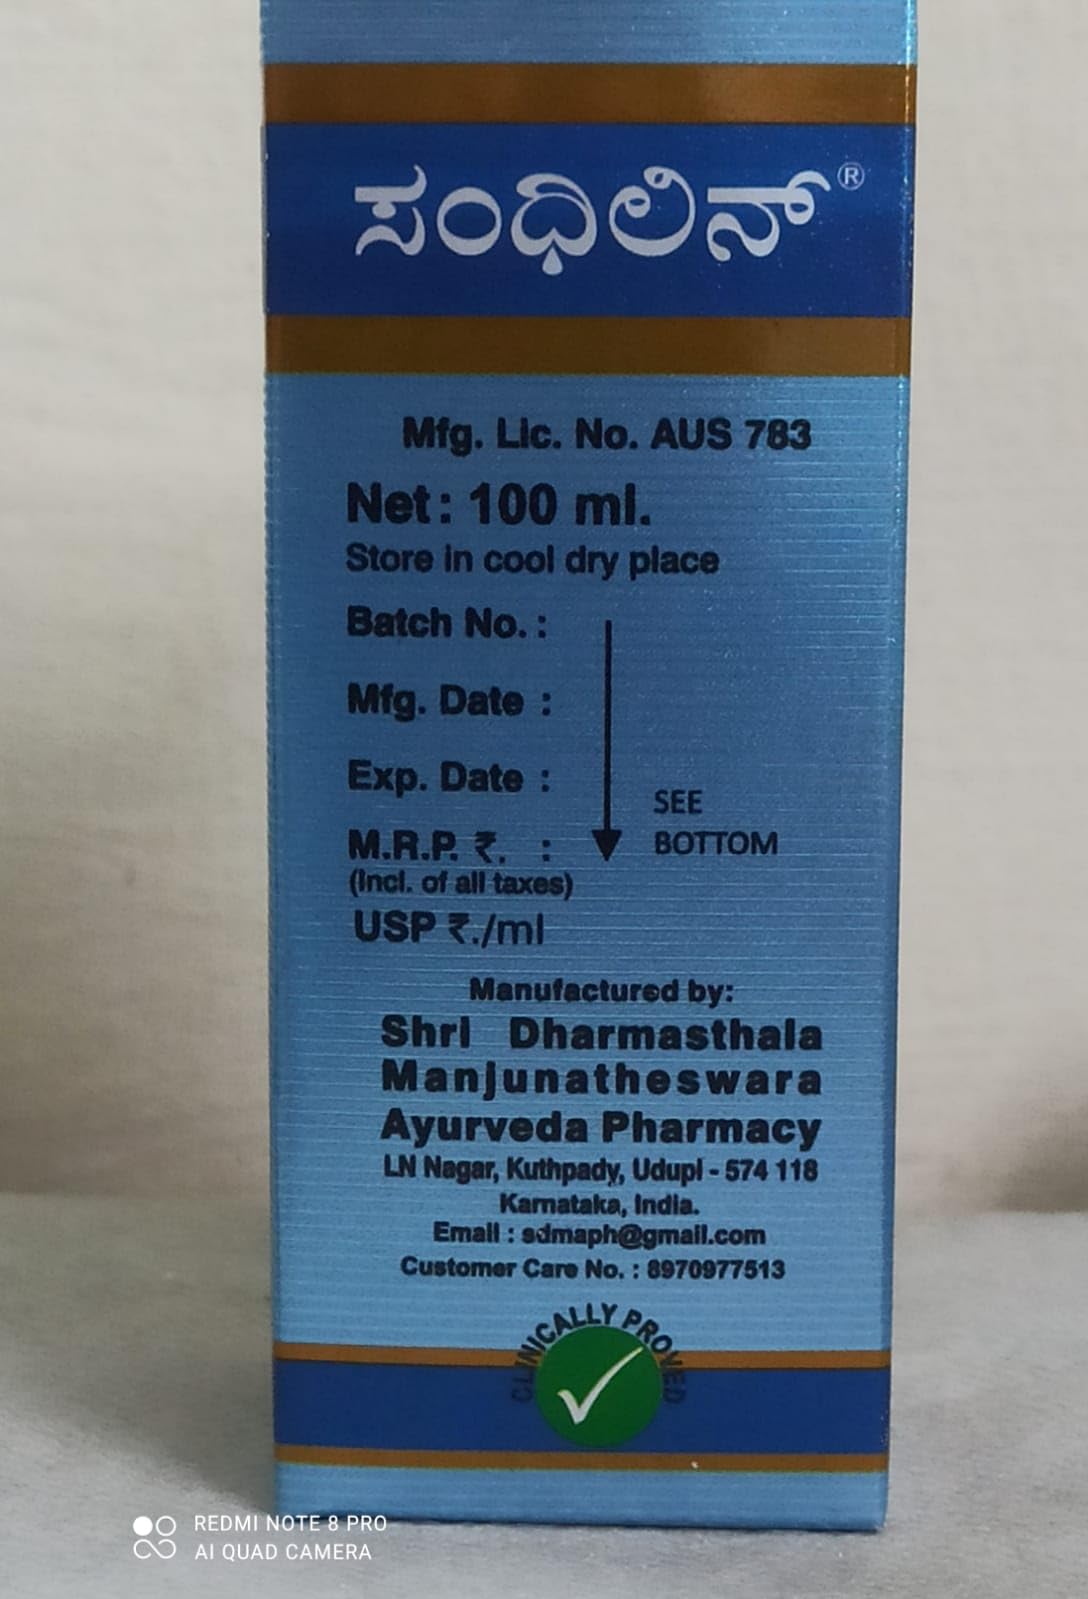 ಸಂಧಿಲಿನ್®
Mfg. Lic. No. AUS 783
Net : 100 ml.
Store in cool dry place
Batch No. :
Mfg. Date :
Exp. Date :
SEE
BOTTOM
M.R.P. ₹. :
(Incl. of all taxes)
USP ₹./ml
Manufactured by:
Shri Dharmasthala
Manjunatheswara
Ayurveda Pharmacy
LN Nagar, Kuthpady, Udupi - 574 118
Karnataka, India.
Email : sdmaph@gmail.com
Customer Care No. : 8970977513
CLINICALLY PROVED
REDMI NOTE 8 PRO
AI QUAD CAMERA